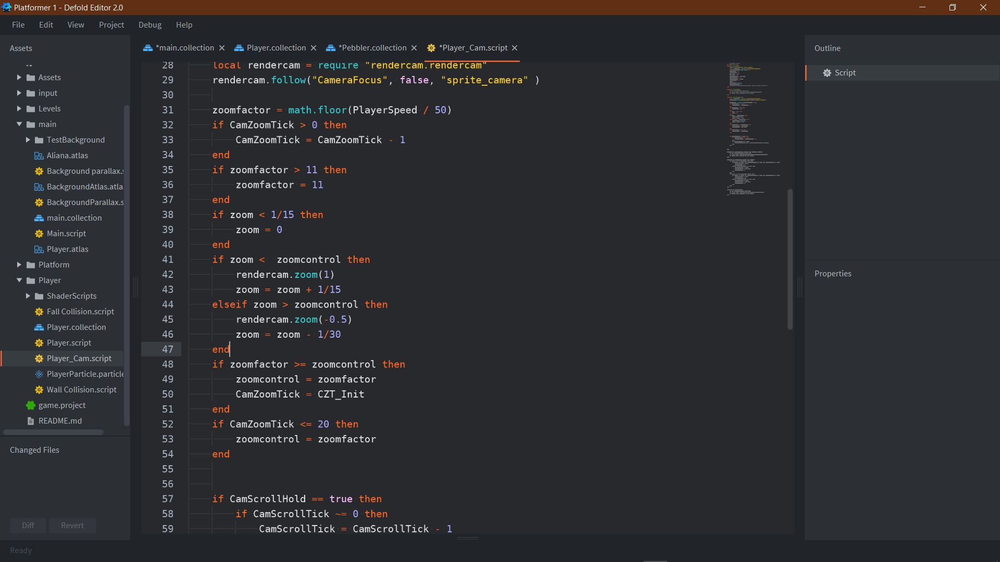 Platformer 1 - Defold Editor 2.0
File Edit View Project Debug Help
Assets
..
Assets
input
Levels
main
TestBackground
Aliana.atlas
Background parallax.s
BackgroundAtlas.atla
BackgroundParallax.s
main.collection
Main.script
Player.atlas
Platform
Player
ShaderScripts
Fall Collision.script
Player.collection
Player.script
Player_Cam.script
PlayerParticle.particle
Wall Collision.script
game.project
README.md
Changed Files
Diff Revert
Ready
*main.collection Player.collection *Pebbler.collection *Player_Cam.script
28 local rendercam = require "rendercam.rendercam"
29 rendercam.follow("CameraFocus", false, "sprite_camera" )
30
31 zoomfactor = math.floor(PlayerSpeed / 50)
32 if CamZoomTick > 0 then
33 CamZoomTick = CamZoomTick - 1
34 end
35 if zoomfactor > 11 then
36 zoomfactor = 11
37 end
38 if zoom < 1/15 then
39 zoom = 0
40 end
41 if zoom <  zoomcontrol then
42 rendercam.zoom(1)
43 zoom = zoom + 1/15
44 elseif zoom > zoomcontrol then
45 rendercam.zoom(-0.5)
46 zoom = zoom - 1/30
47 end
48 if zoomfactor >= zoomcontrol then
49 zoomcontrol = zoomfactor
50 CamZoomTick = CZT_Init
51 end
52 if CamZoomTick <= 20 then
53 zoomcontrol = zoomfactor
54 end
55
56
57 if CamScrollHold == true then
58 if CamScrollTick ~= 0 then
59 CamScrollTick = CamScrollTick - 1
Outline
Script
Properties